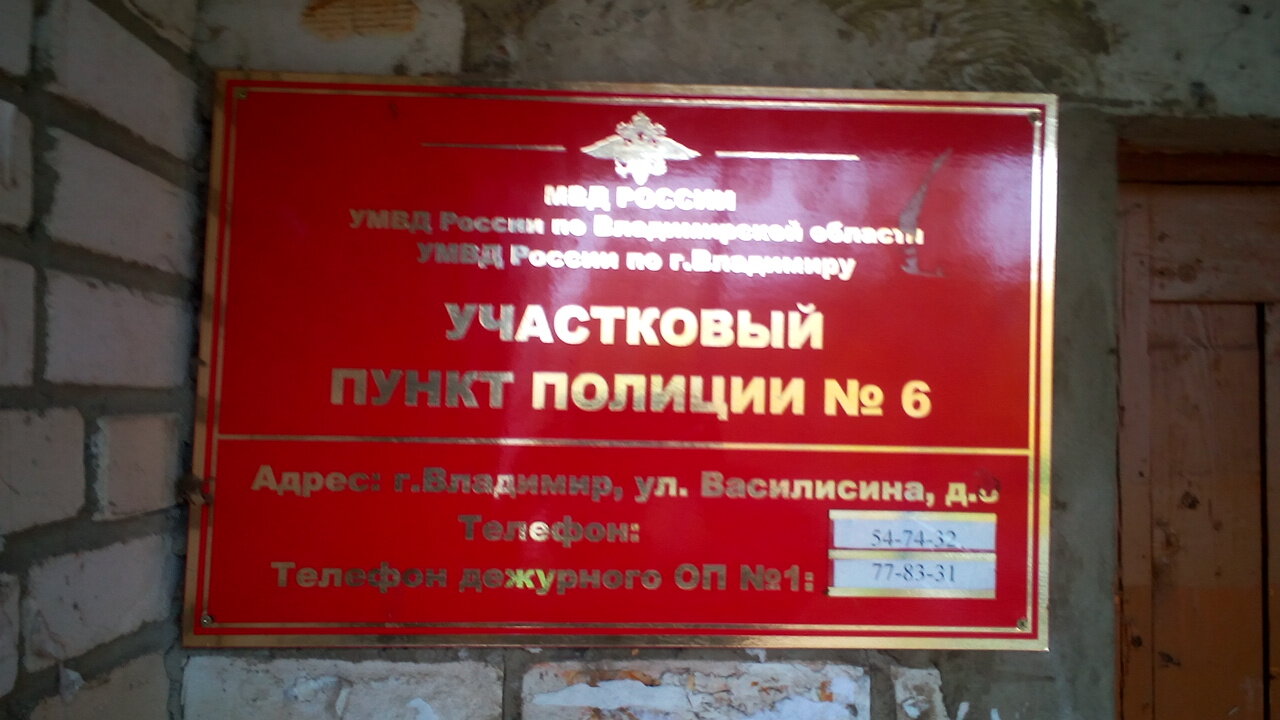 МВД РОССИИ
УМВД России по Владимирской области
УМВД России по г.Владимиру
УЧАСТКОВЫЙ
ПУНКТ ПОЛИЦИИ № 6
Адрес: г.Владимир, ул. Василисина, д.
Телефон: 54-74-32
Телефон дежурного ОП №1: 77-83-31